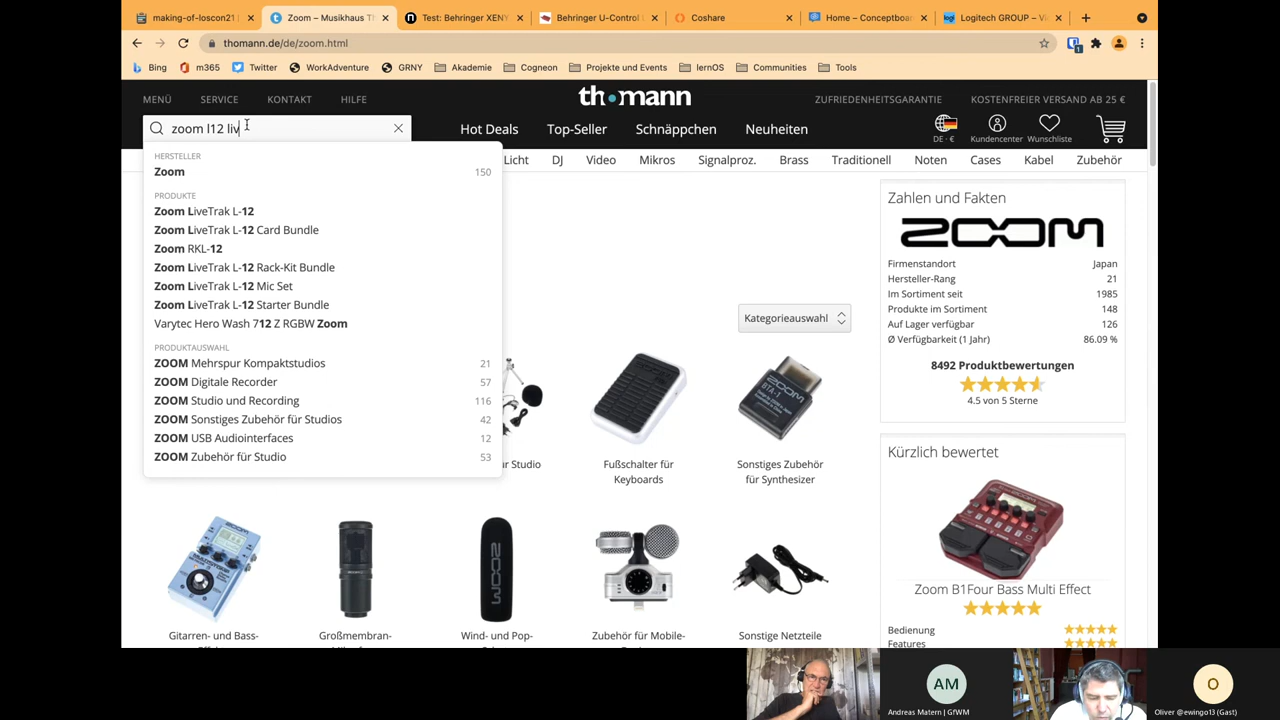 making-of-loscon21
Zoom – Musikhaus Th
Test: Behringer XENY
Behringer U-Control
Coshare
Home – Conceptboa
Logitech GROUP – Vi
thomann.de/de/zoom.html
Bing
m365
Twitter
WorkAdventure
GRNY
Akademie
Cogneon
Projekte und Events
lernOS
Communities
Tools
MENÜ SERVICE KONTAKT HILFE
th•mann
ZUFRIEDENHEITSGARANTIE KOSTENFREIER VERSAND AB 25 €
zoom l12 liv
Hot Deals Top-Seller Schnäppchen Neuheiten
DE · € Kundencenter Wunschliste
Licht DJ Video Mikros Signalproz. Brass Traditionell Noten Cases Kabel Zubehör
HERSTELLER
Zoom 150
PRODUKTE
Zoom LiveTrak L-12
Zoom LiveTrak L-12 Card Bundle
Zoom RKL-12
Zoom LiveTrak L-12 Rack-Kit Bundle
Zoom LiveTrak L-12 Mic Set
Zoom LiveTrak L-12 Starter Bundle
Varytec Hero Wash 712 Z RGBW Zoom
PRODUKTAUSWAHL
ZOOM Mehrspur Kompaktstudios 21
ZOOM Digitale Recorder 57
ZOOM Studio und Recording 116
ZOOM Sonstiges Zubehör für Studios 42
ZOOM USB Audiointerfaces 12
ZOOM Zubehör für Studio 53
Kategorieauswahl
ür Studio
Fußschalter für
Keyboards
ZOOM
BTA-1
Sonstiges Zubehör
für Synthesizer
ZOOM
Gitarren- und Bass-
Großmembran-
Wind- und Pop-
Zubehör für Mobile-
Sonstige Netzteile
Zahlen und Fakten
ZOOM
Firmenstandort Japan
Hersteller-Rang 21
Im Sortiment seit 1985
Produkte im Sortiment 148
Auf Lager verfügbar 126
Ø Verfügbarkeit (1 Jahr) 86.09 %
8492 Produktbewertungen
4.5 von 5 Sterne
Kürzlich bewertet
Zoom B1Four Bass Multi Effect
Bedienung
Features
AM
Andreas Matern | GfWM
O
Oliver @ewingo13 (Gast)